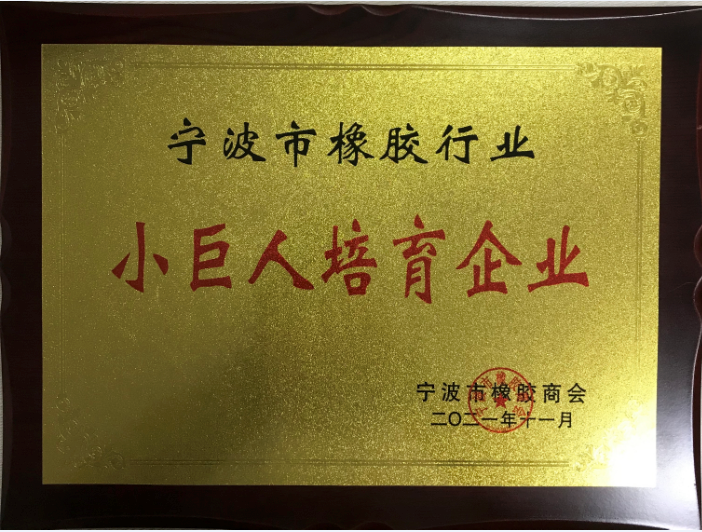 宁波市橡胶行业
小巨人培育企业
宁波市橡胶商会
二〇二一年十一月